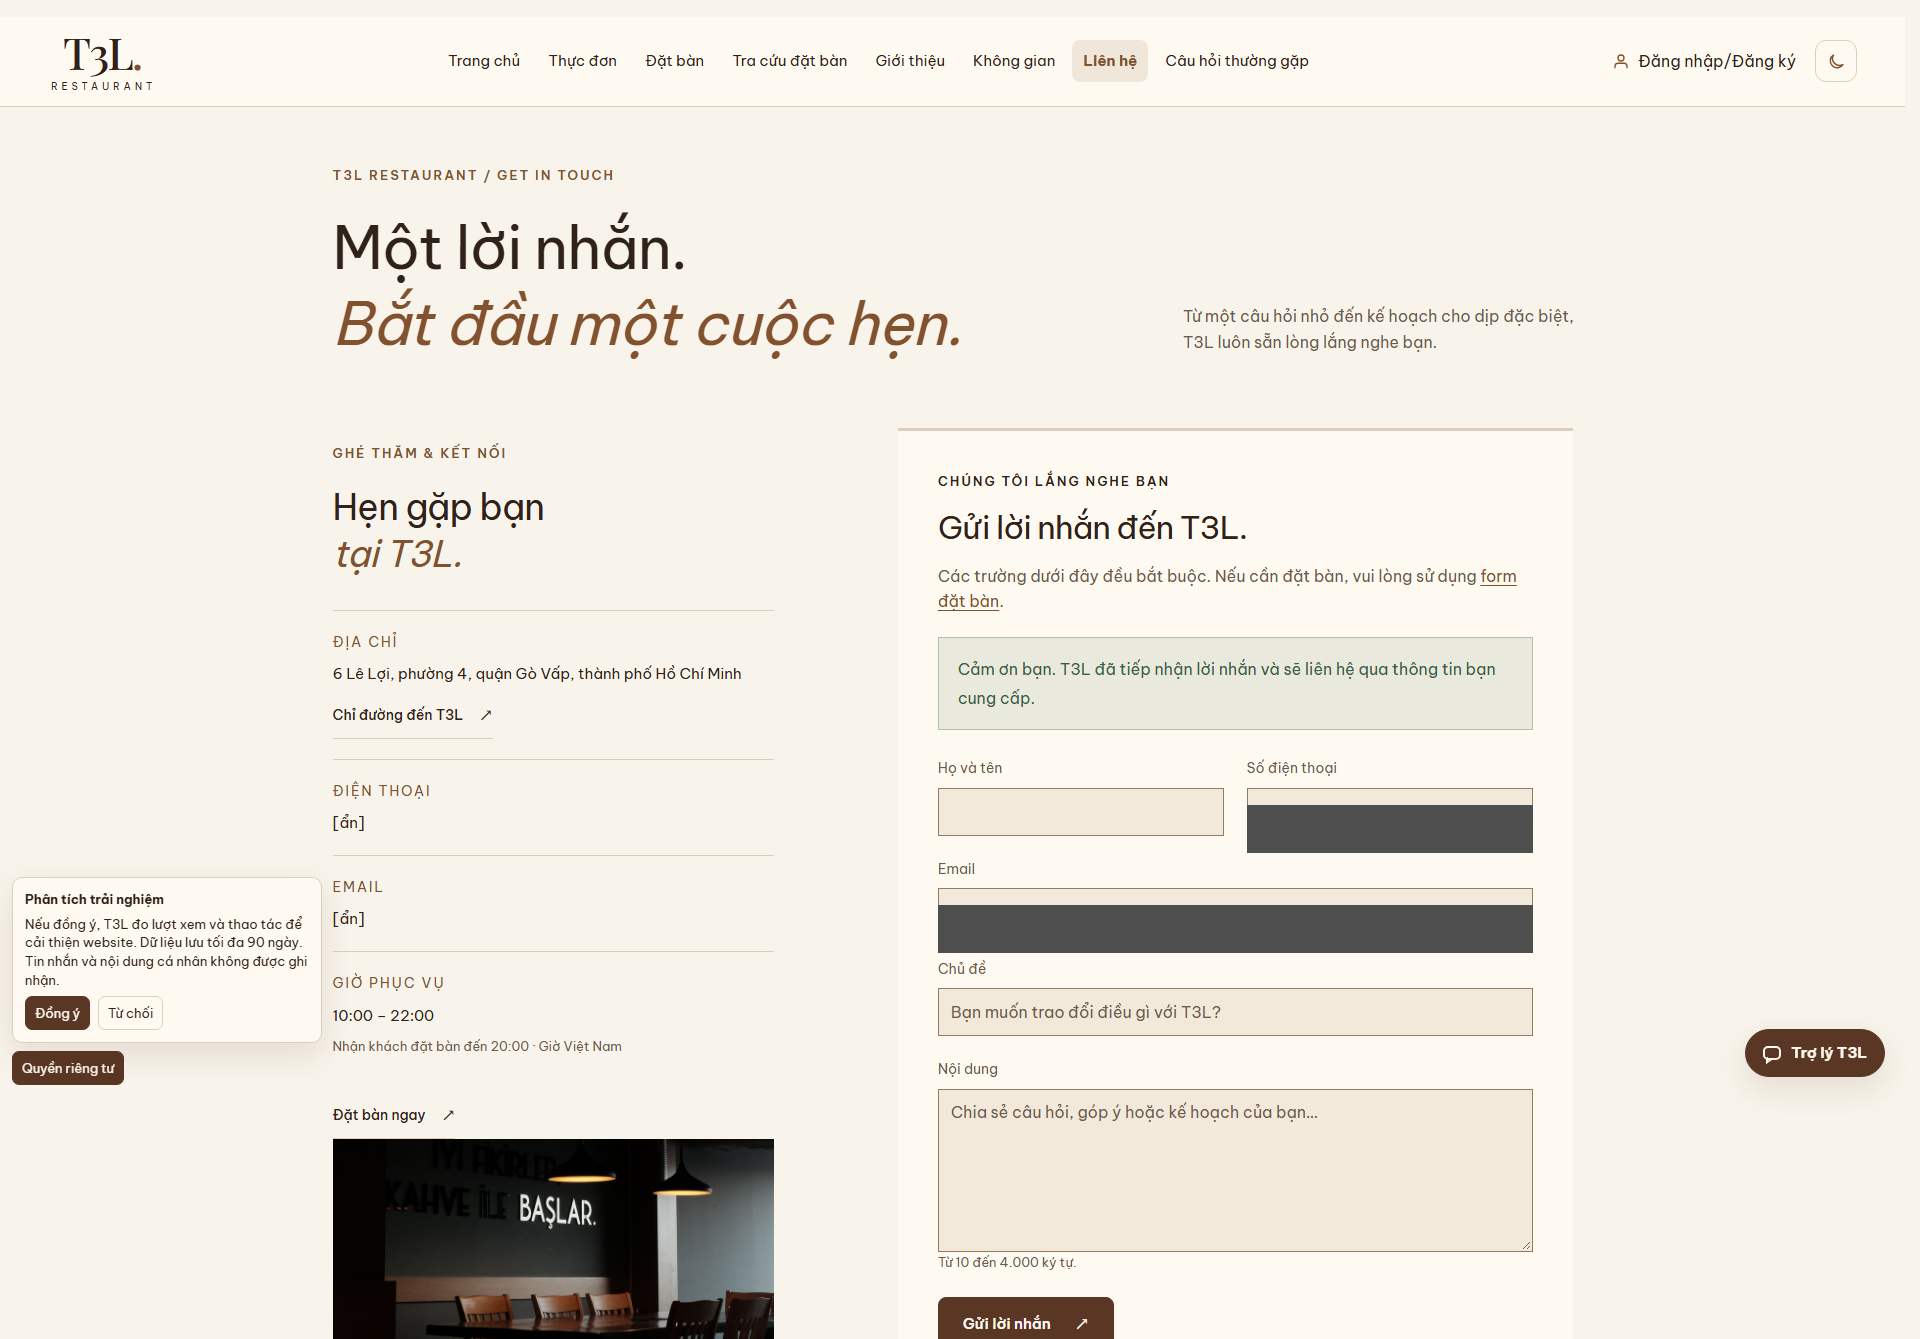 T3L.
RESTAURANT
Trang chủ
Thực đơn
Đặt bàn
Tra cứu đặt bàn
Giới thiệu
Không gian
Liên hệ
Câu hỏi thường gặp
Đăng nhập/Đăng ký
T3L RESTAURANT / GET IN TOUCH
Một lời nhắn.
Bắt đầu một cuộc hẹn.
Từ một câu hỏi nhỏ đến kế hoạch cho dịp đặc biệt,
T3L luôn sẵn lòng lắng nghe bạn.
GHÉ THĂM & KẾT NỐI
Hẹn gặp bạn
tại T3L.
ĐỊA CHỈ
6 Lê Lợi, phường 4, quận Gò Vấp, thành phố Hồ Chí Minh
Chỉ đường đến T3L ↗
ĐIỆN THOẠI
[ẩn]
EMAIL
[ẩn]
GIỜ PHỤC VỤ
10:00 – 22:00
Nhận khách đặt bàn đến 20:00 · Giờ Việt Nam
Đặt bàn ngay ↗
IYI FIKIRLER
KAHVE İLE BAŞLAR.
CHÚNG TÔI LẮNG NGHE BẠN
Gửi lời nhắn đến T3L.
Các trường dưới đây đều bắt buộc. Nếu cần đặt bàn, vui lòng sử dụng form
đặt bàn.
Cảm ơn bạn. T3L đã tiếp nhận lời nhắn và sẽ liên hệ qua thông tin bạn
cung cấp.
Họ và tên
Số điện thoại
Email
Chủ đề
Bạn muốn trao đổi điều gì với T3L?
Nội dung
Chia sẻ câu hỏi, góp ý hoặc kế hoạch của bạn...
Từ 10 đến 4.000 ký tự.
Gửi lời nhắn ↗
Phân tích trải nghiệm
Nếu đồng ý, T3L đo lượt xem và thao tác để
cải thiện website. Dữ liệu lưu tối đa 90 ngày.
Tin nhắn và nội dung cá nhân không được ghi
nhận.
Đồng ý
Từ chối
Quyền riêng tư
Trợ lý T3L